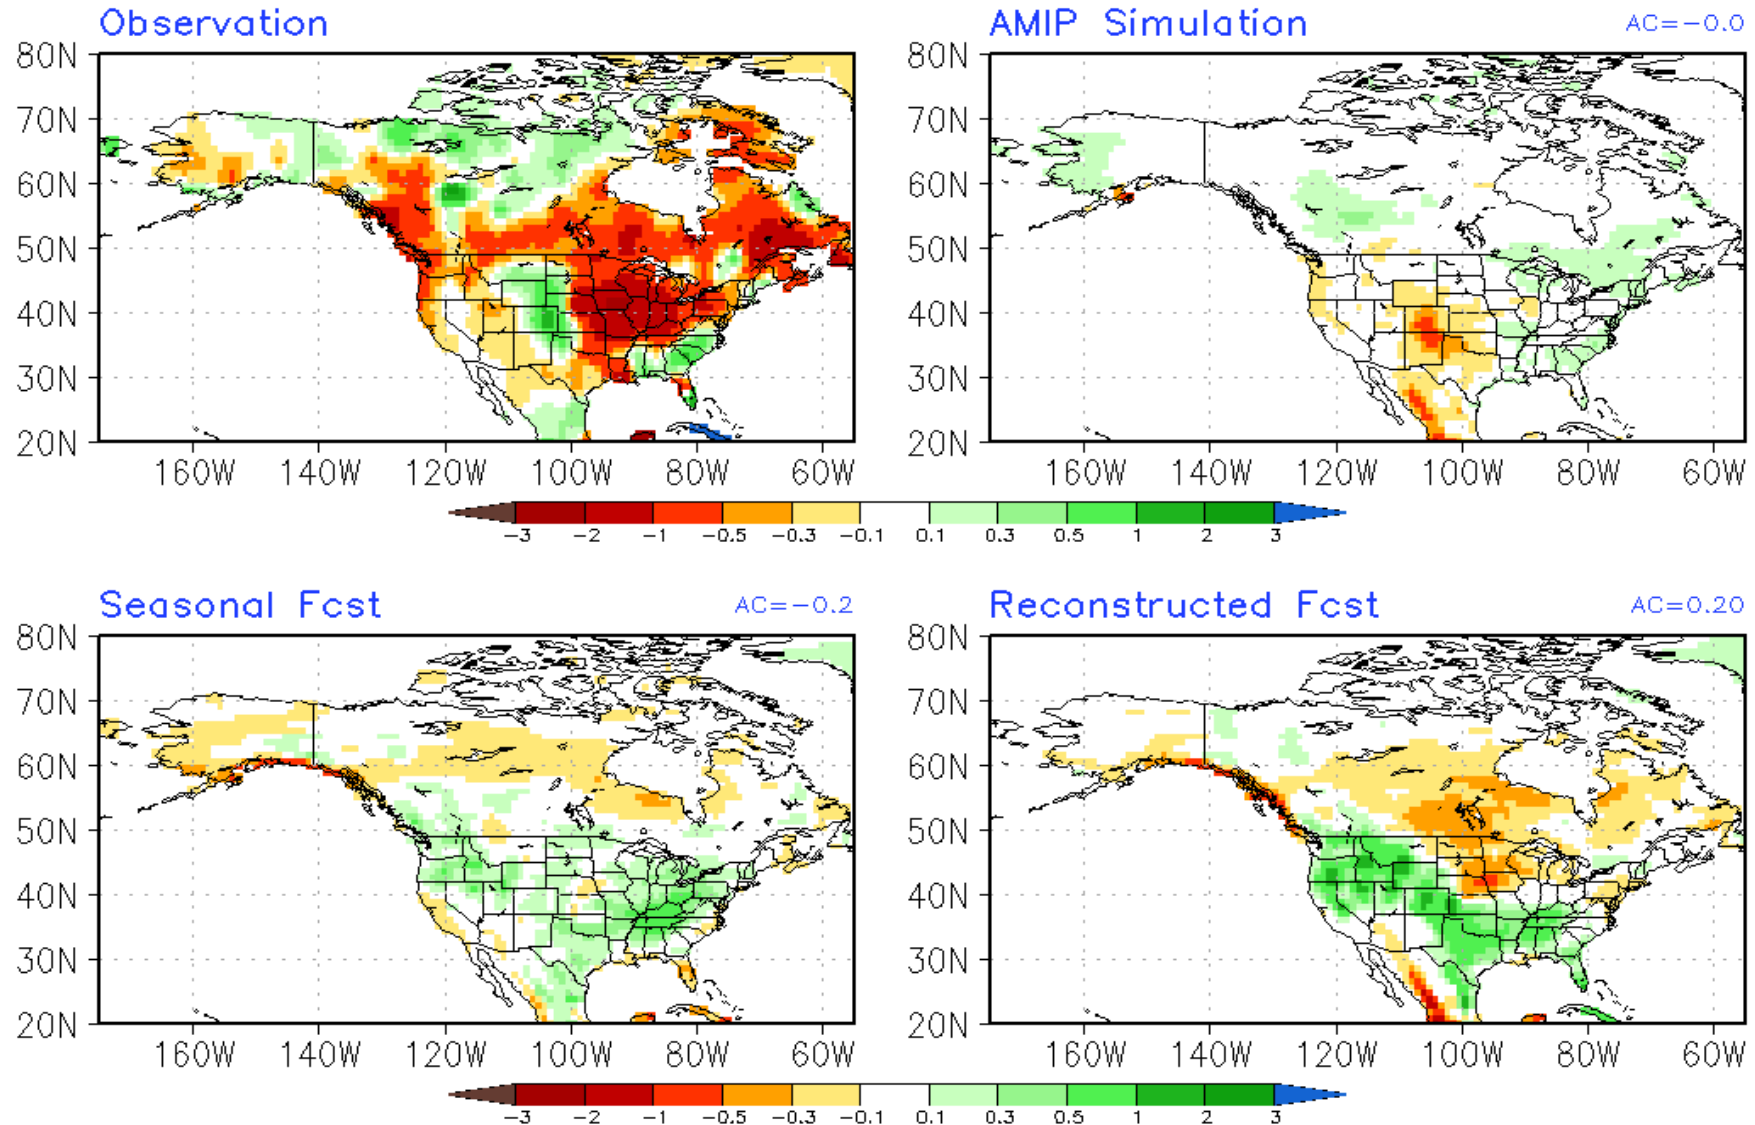 Observation
AMIP Simulation AC=-0.0
80N 80N
70N 70N
60N 60N
50N 50N
40N 40N
30N 30N
20N 20N
160W 140W 120W 100W 80W 60W 160W 140W 120W 100W 80W 60W
-3 -2 -1 -0.5 -0.3 -0.1 0.1 0.3 0.5 1 2 3
Seasonal Fcst AC=-0.2
Reconstructed Fcst AC=0.20
80N 80N
70N 70N
60N 60N
50N 50N
40N 40N
30N 30N
20N 20N
160W 140W 120W 100W 80W 60W 160W 140W 120W 100W 80W 60W
-3 -2 -1 -0.5 -0.3 -0.1 0.1 0.3 0.5 1 2 3